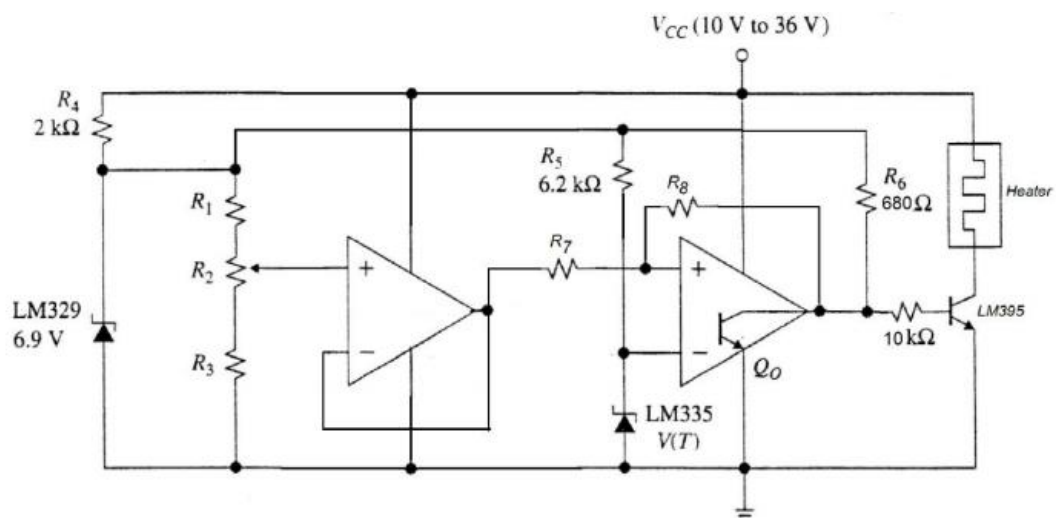 V_CC (10 V to 36 V)
R_4
2 kΩ
R_1
R_2
R_3
LM329
6.9 V
+
−
R_7
R_5
6.2 kΩ
R_8
+
−
Q_O
LM335
V(T)
R_6
680 Ω
10 kΩ
Heater
LM395